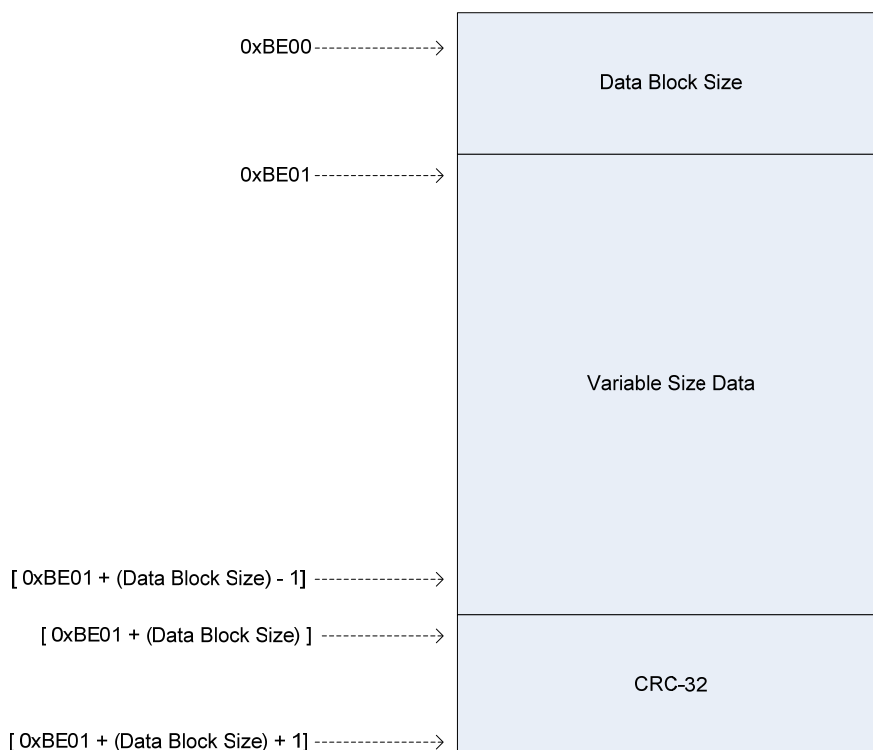 0xBE00
Data Block Size
0xBE01
Variable Size Data
[ 0xBE01 + (Data Block Size) - 1]
[ 0xBE01 + (Data Block Size) ]
CRC-32
[ 0xBE01 + (Data Block Size) + 1]